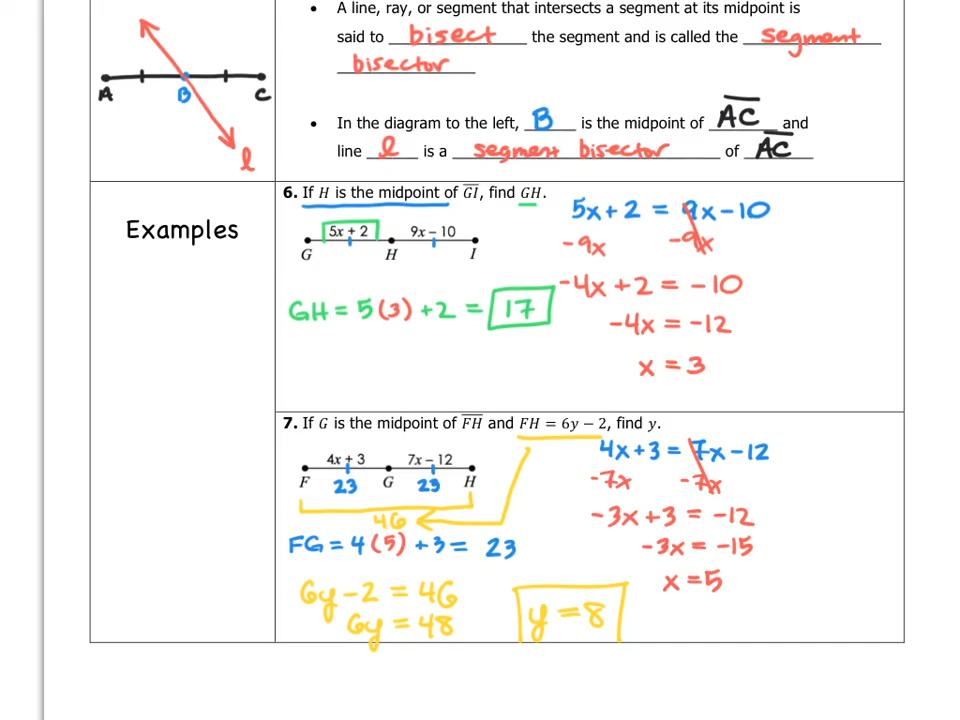 • A line, ray, or segment that intersects a segment at its midpoint is
said to bisect the segment and is called the segment
bisector
A B C
l
• In the diagram to the left, B is the midpoint of AC and
line l is a segment bisector of AC
Examples
6. If H is the midpoint of GI, find GH.
5x + 2 9x – 10
G H I
GH = 5(3) + 2 = 17
5x + 2 = 9x – 10
-9x -9x
-4x + 2 = -10
-4x = -12
x = 3
7. If G is the midpoint of FH and FH = 6y − 2, find y.
4x + 3 7x – 12
F 23 G 23 H
46
FG = 4(5) + 3 = 23
6y – 2 = 46
6y = 48
y = 8
4x + 3 = 7x – 12
-7x -7x
-3x + 3 = -12
-3x = -15
x = 5